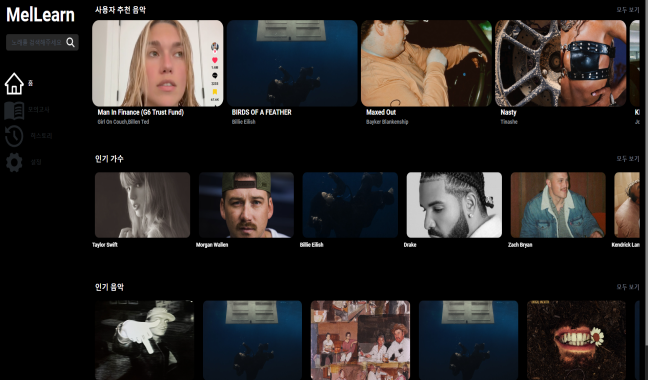 MelLearn
홈
사용자 추천 음악
모두 보기
Man In Finance (G6 Trust Fund)
Girl On Couch,Billen Ted
BIRDS OF A FEATHER
Billie Eilish
Maxed Out
Bayker Blankenship
Nasty
Tinashe
인기 가수
모두 보기
Taylor Swift
Morgan Wallen
Billie Eilish
Drake
Zach Bryan
Kendrick Lan
인기 음악
모두 보기